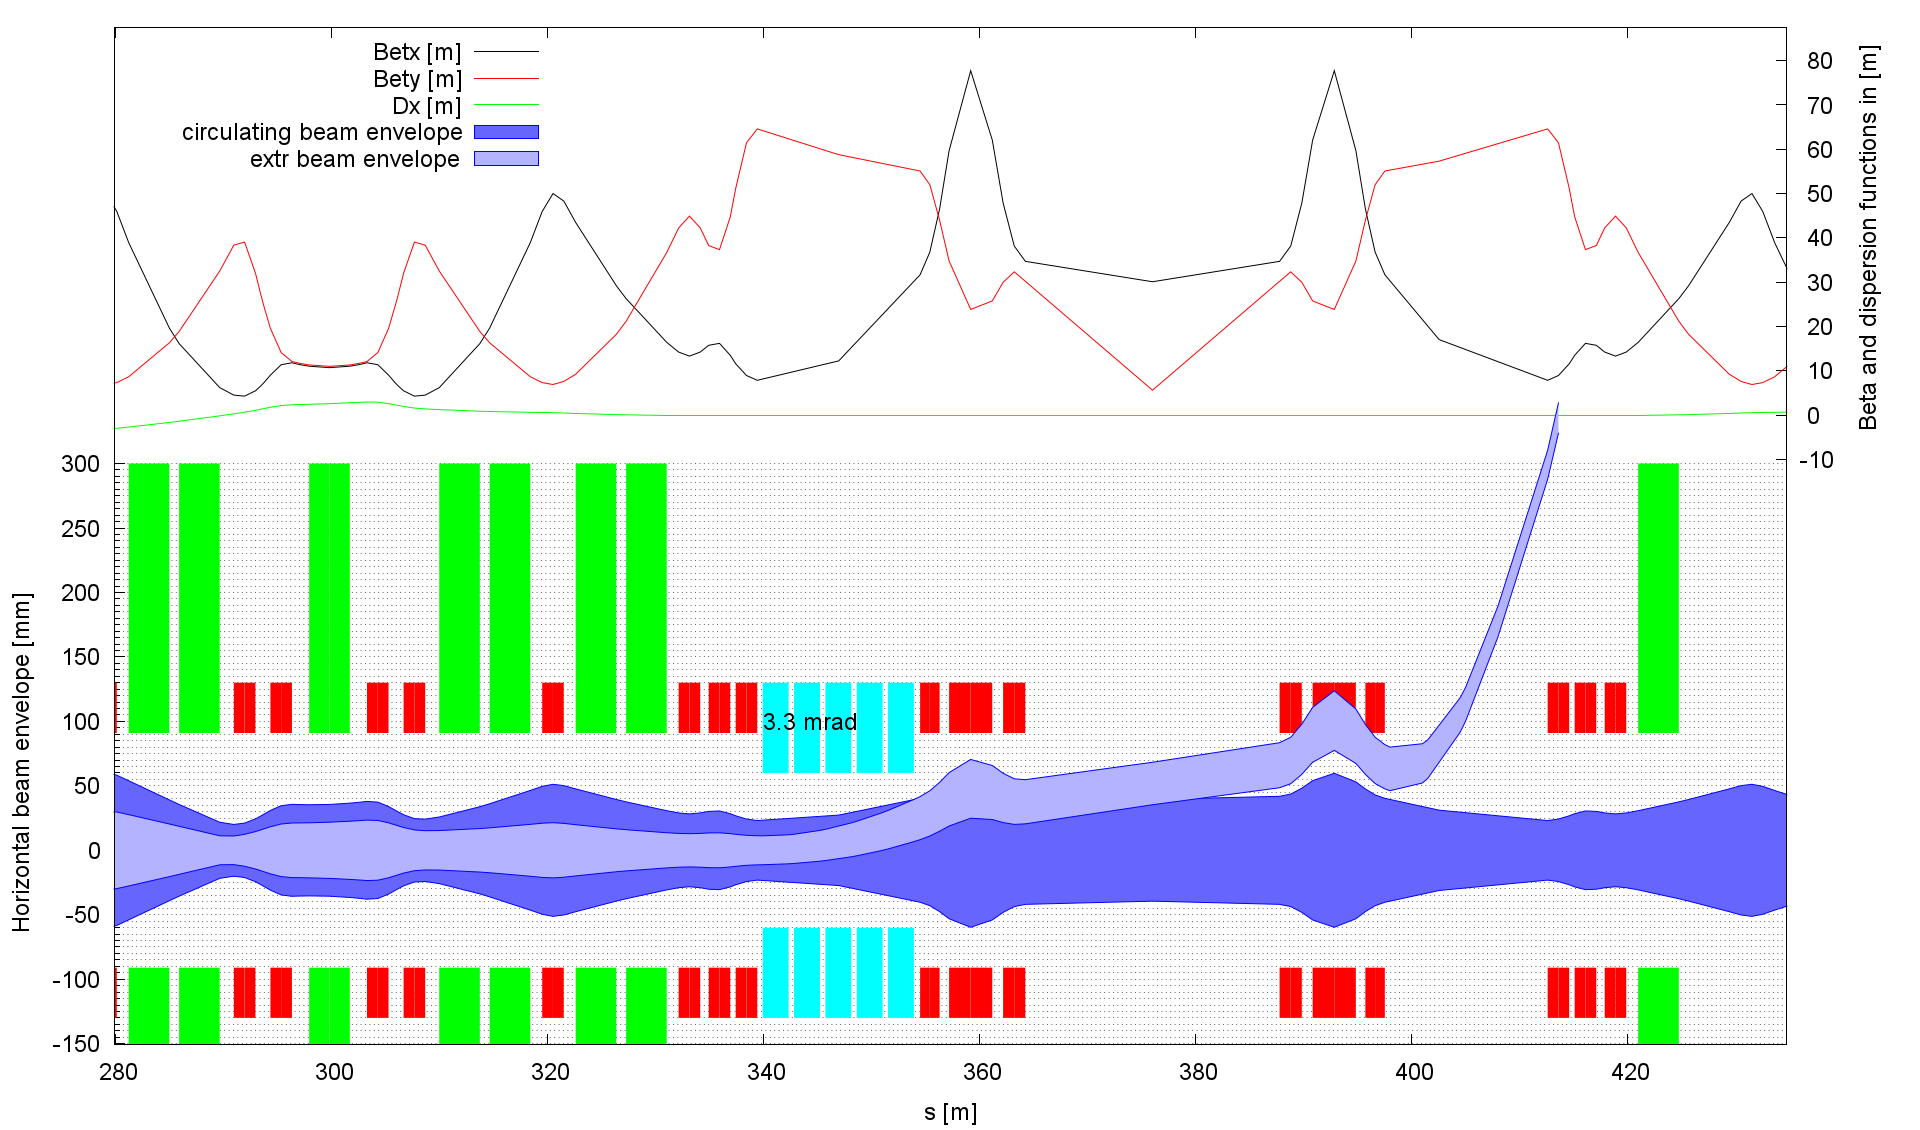 Betx [m]
Bety [m]
Dx [m]
circulating beam envelope
extr beam envelope
80
70
60
50
40
30
20
10
0
-10
Beta and dispersion functions in [m]
300
250
200
150
100
50
0
-50
-100
-150
Horizontal beam envelope [mm]
3.3 mrad
280 300 320 340 360 380 400 420
s [m]